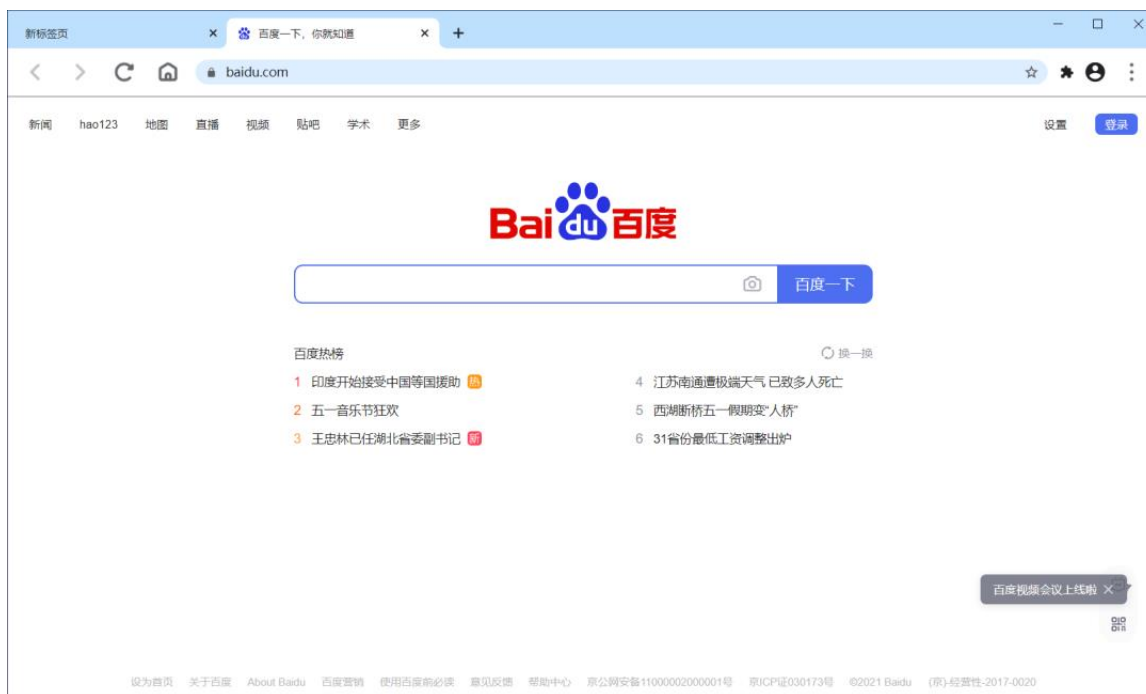 新标签页 百度一下，你就知道
baidu.com
新闻 hao123 地图 直播 视频 贴吧 学术 更多 设置 登录
Bai du 百度
百度一下
百度热榜 换一换
1 印度开始接受中国等国援助 热
2 五一音乐节狂欢
3 王忠林已任湖北省委副书记 新
4 江苏南通遭极端天气 已致多人死亡
5 西湖断桥五一假期变“人桥”
6 31省份最低工资调整出炉
百度视频会议上线啦
设为首页 关于百度 About Baidu 百度营销 使用百度前必读 意见反馈 帮助中心 京公网安备11000002000001号 京ICP证030173号 ©2021 Baidu (京)-经营性-2017-0020